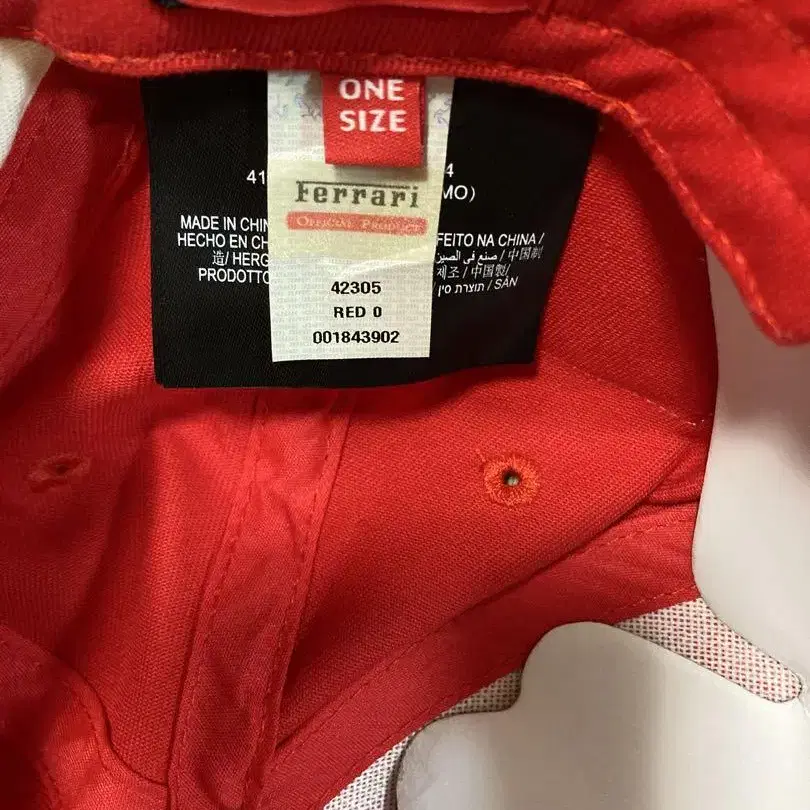 ONE
SIZE
Ferrari
OFFICIAL PRODUCT
42305
RED 0
001843902
41
4
MO)
MADE IN CHIN
HECHO EN CH
FEITO NA CHINA /
造/ HERG
صنع في الصين / 中国制
PRODOTTO
제조 / 中国製/
תוצרת סין / SAN